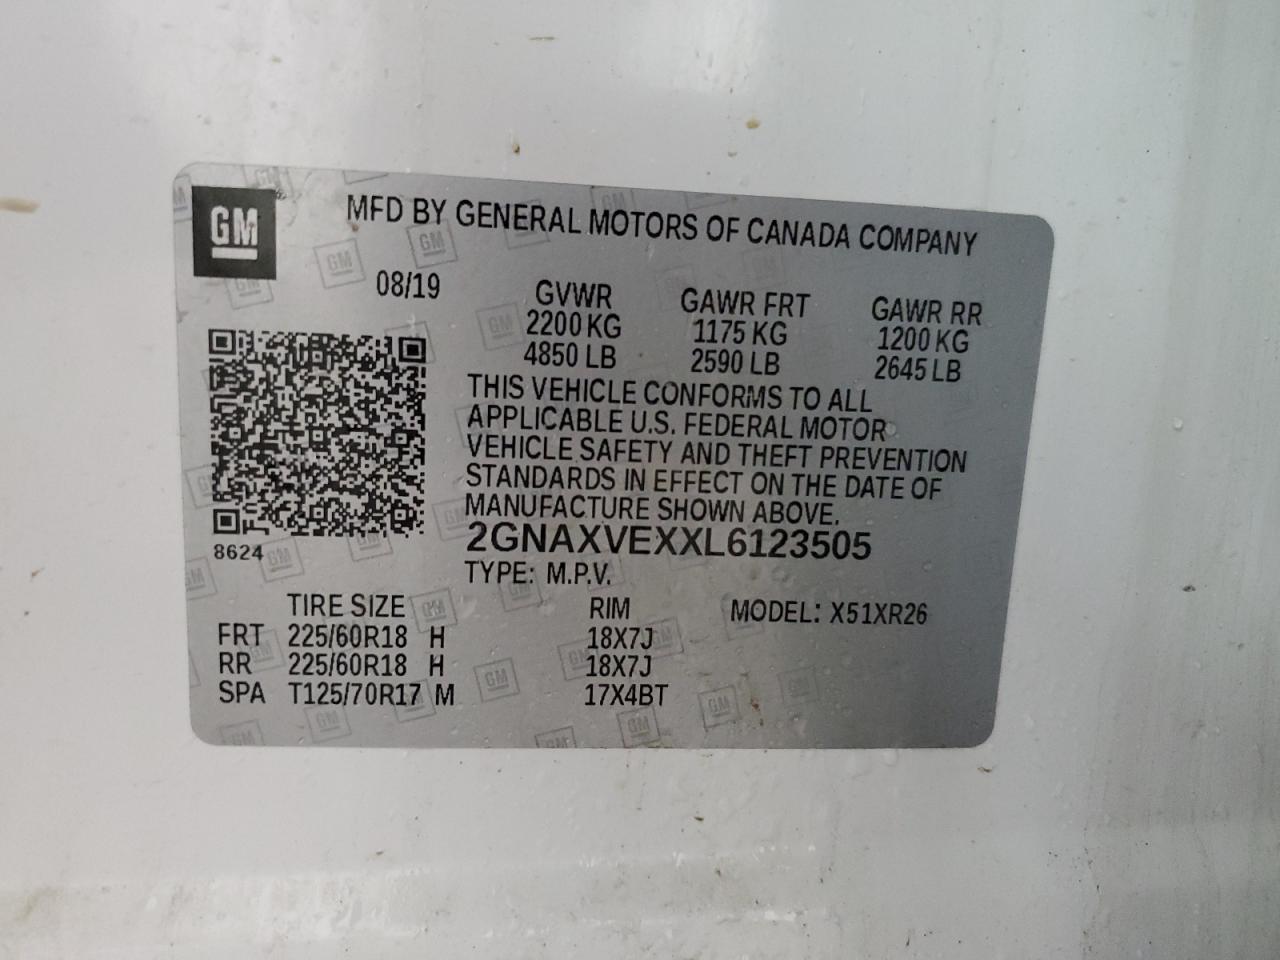 GM
MFD BY GENERAL MOTORS OF CANADA COMPANY
08/19
GVWR GAWR FRT GAWR RR
2200 KG 1175 KG 1200 KG
4850 LB 2590 LB 2645 LB
THIS VEHICLE CONFORMS TO ALL
APPLICABLE U.S. FEDERAL MOTOR
VEHICLE SAFETY AND THEFT PREVENTION
STANDARDS IN EFFECT ON THE DATE OF
MANUFACTURE SHOWN ABOVE.
2GNAXVEXXL6123505
8624
TYPE: M.P.V.
TIRE SIZE RIM MODEL: X51XR26
FRT 225/60R18 H 18X7J
RR 225/60R18 H 18X7J
SPA T125/70R17 M 17X4BT